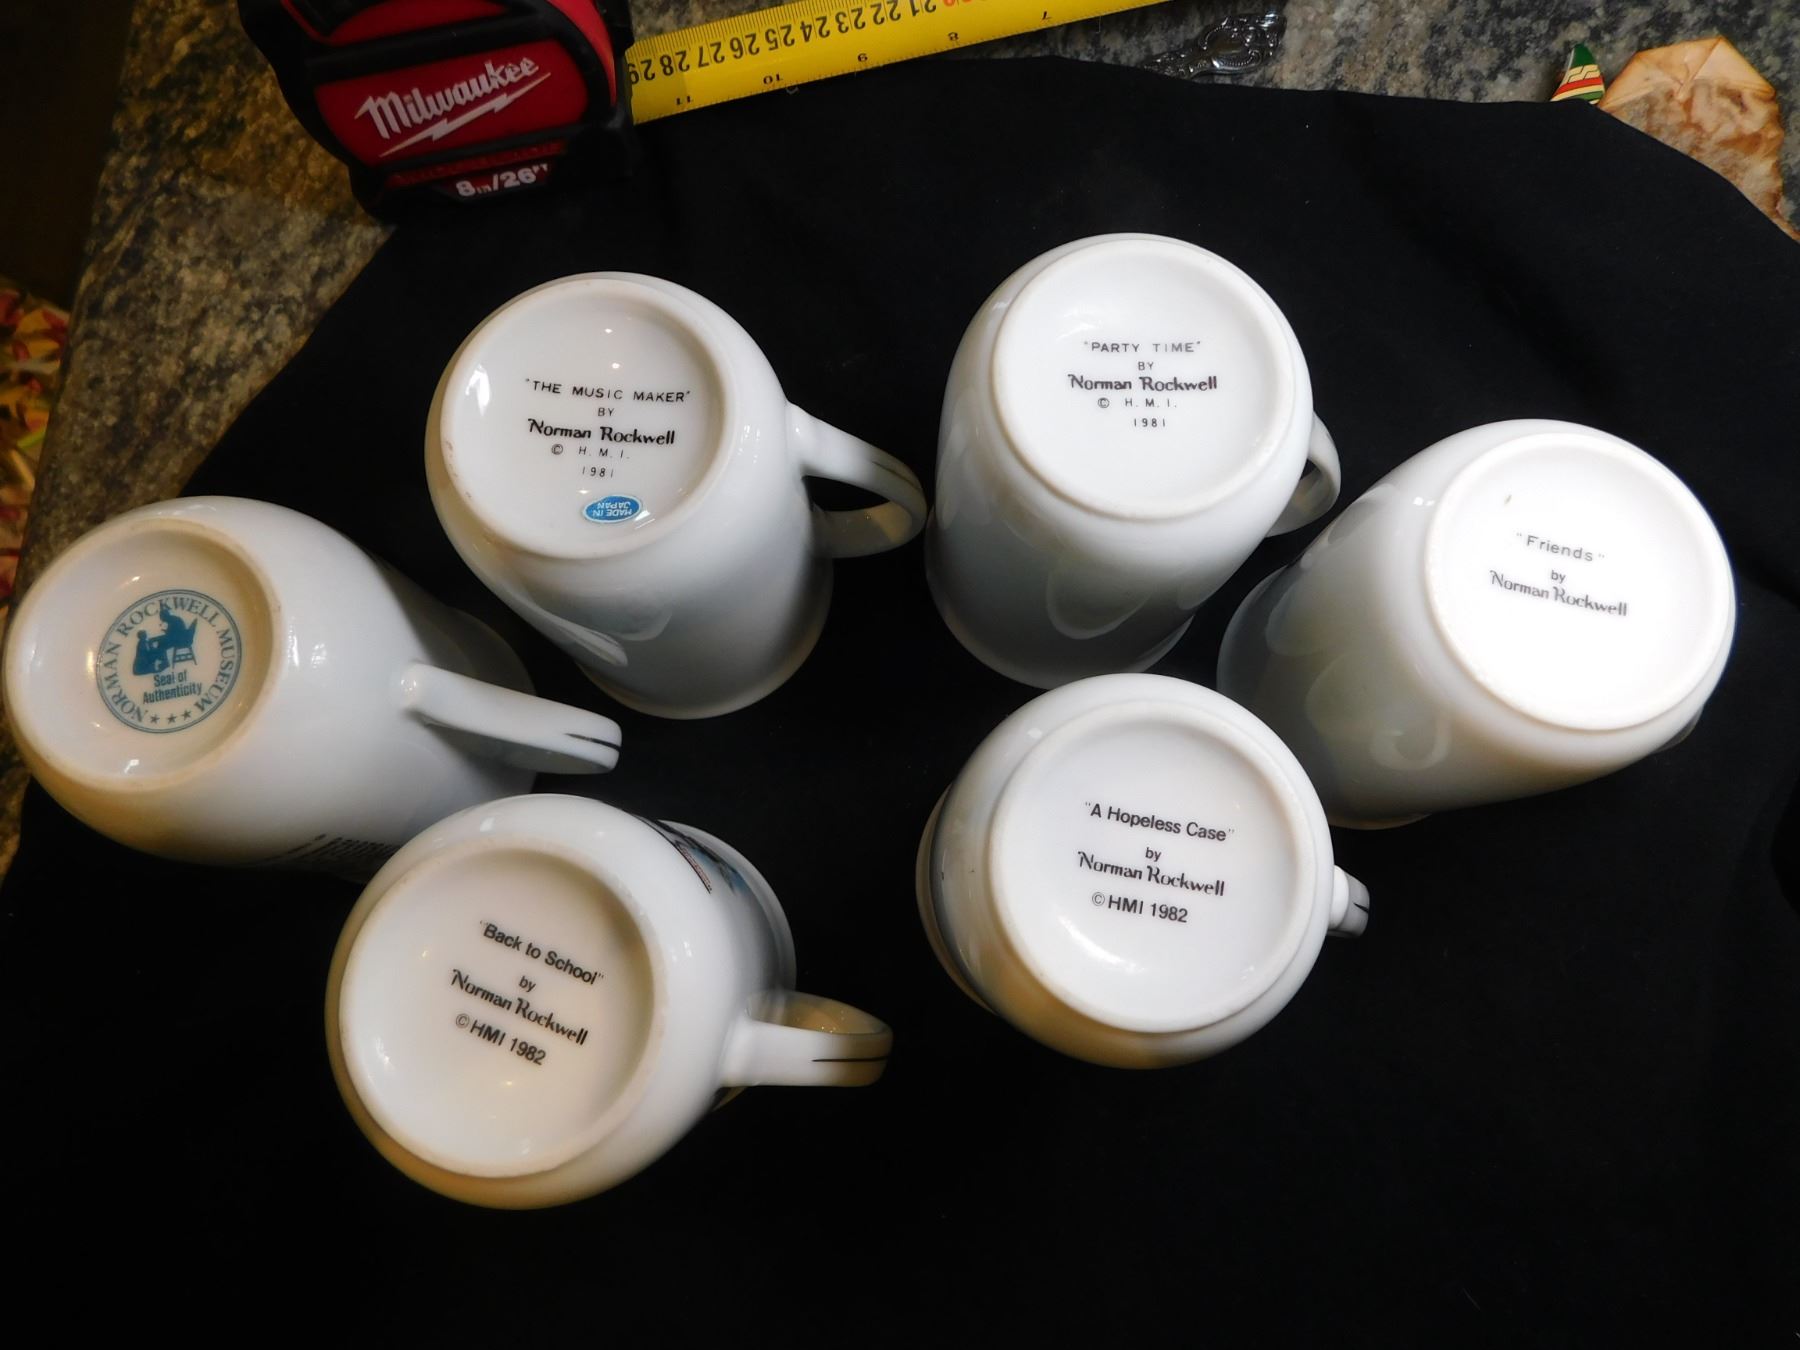 Milwaukee
8m/26FT
29 28 27 26 25 24 23 22 21
11 10 9 8 7
"THE MUSIC MAKER"
BY
Norman Rockwell
© H. M. I.
1981
MADE IN
JAPAN
"PARTY TIME"
BY
Norman Rockwell
© H. M. I.
1981
"Friends"
by
Norman Rockwell
NORMAN ROCKWELL MUSEUM
Seal of
Authenticity
"A Hopeless Case"
by
Norman Rockwell
© HMI 1982
"Back to School"
by
Norman Rockwell
© HMI 1982